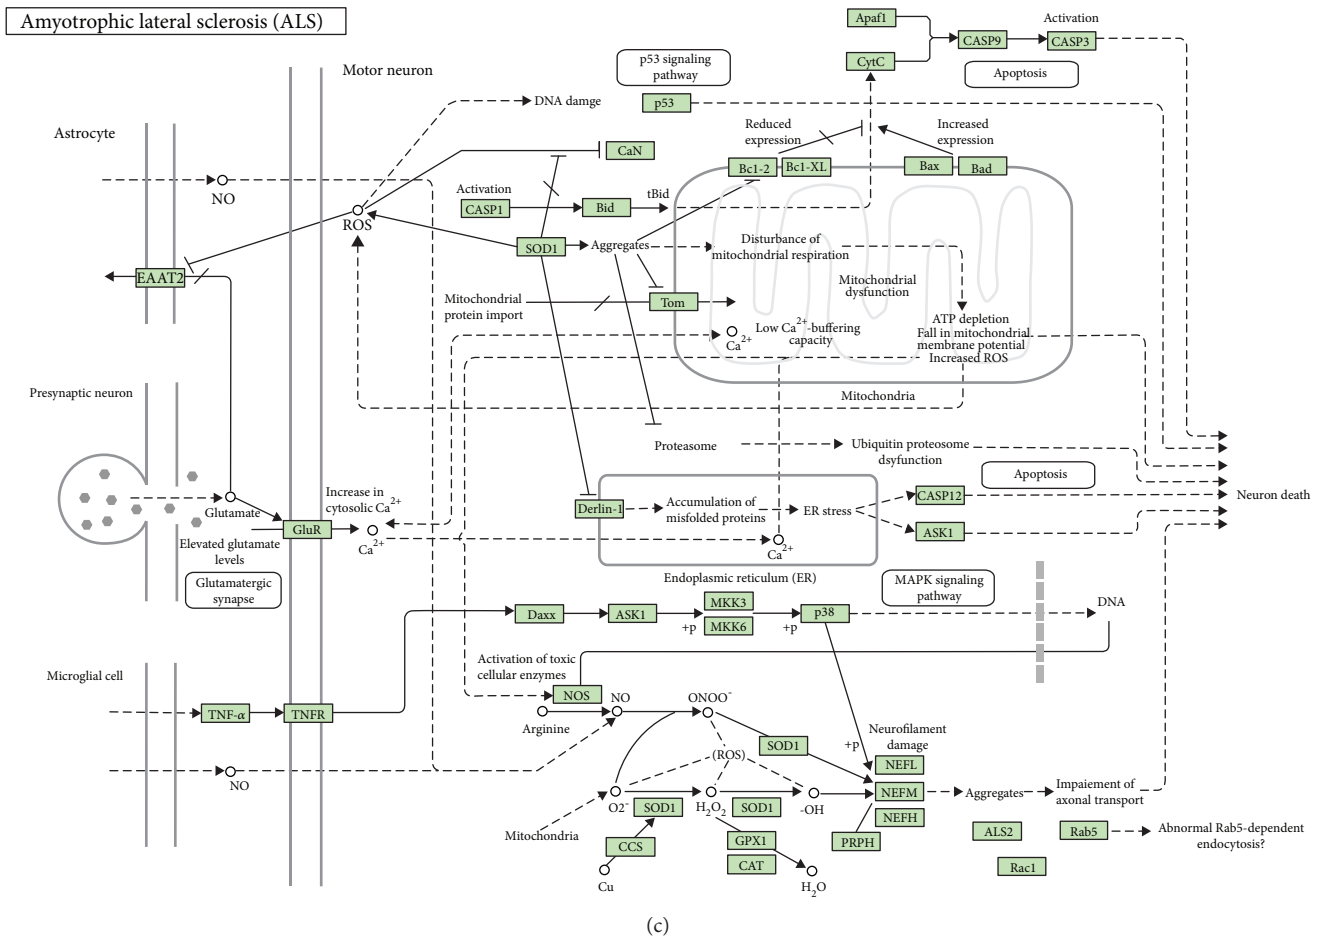 Amyotrophic lateral sclerosis (ALS)
Motor neuron
Astrocyte
NO
EAAT2
ROS
DNA damge
p53 signaling
pathway
p53
CaN
Activation
CASP1
Bid
tBid
SOD1
Aggregates
Apaf1
CytC
CASP9
Activation
CASP3
Apoptosis
Reduced
expression
Increased
expression
Bc1-2
Bc1-XL
Bax
Bad
Disturbance of
mitochondrial respiration
Mitochondrial
dysfunction
Mitochondrial
protein import
Tom
Ca2+
Low Ca2+-buffering
capacity
ATP depletion
Fall in mitochondrial
membrane potential
Increased ROS
Mitochondria
Presynaptic neuron
Glutamate
Elevated glutamate
levels
Glutamatergic
synapse
GluR
Increase in
cytosolic Ca2+
Ca2+
Proteasome
Ubiquitin proteosome
dsyfunction
Derlin-1
Accumulation of
misfolded proteins
ER stress
Ca2+
Endoplasmic reticulum (ER)
CASP12
ASK1
Apoptosis
Neuron death
MAPK signaling
pathway
Daxx
ASK1
+p
MKK3
MKK6
+p
p38
DNA
Microglial cell
TNF-α
TNFR
NO
Activation of toxic
cellular enzymes
NOS
Arginine
NO
ONOO-
(ROS)
SOD1
+p
Neurofilament
damage
NEFL
NEFM
NEFH
PRPH
Aggregates
Impaiement of
axonal transport
Mitochondria
O2-
SOD1
H2O2
SOD1
-OH
CCS
Cu
GPX1
CAT
H2O
ALS2
Rab5
Rac1
Abnormal Rab5-dependent
endocytosis?
(c)